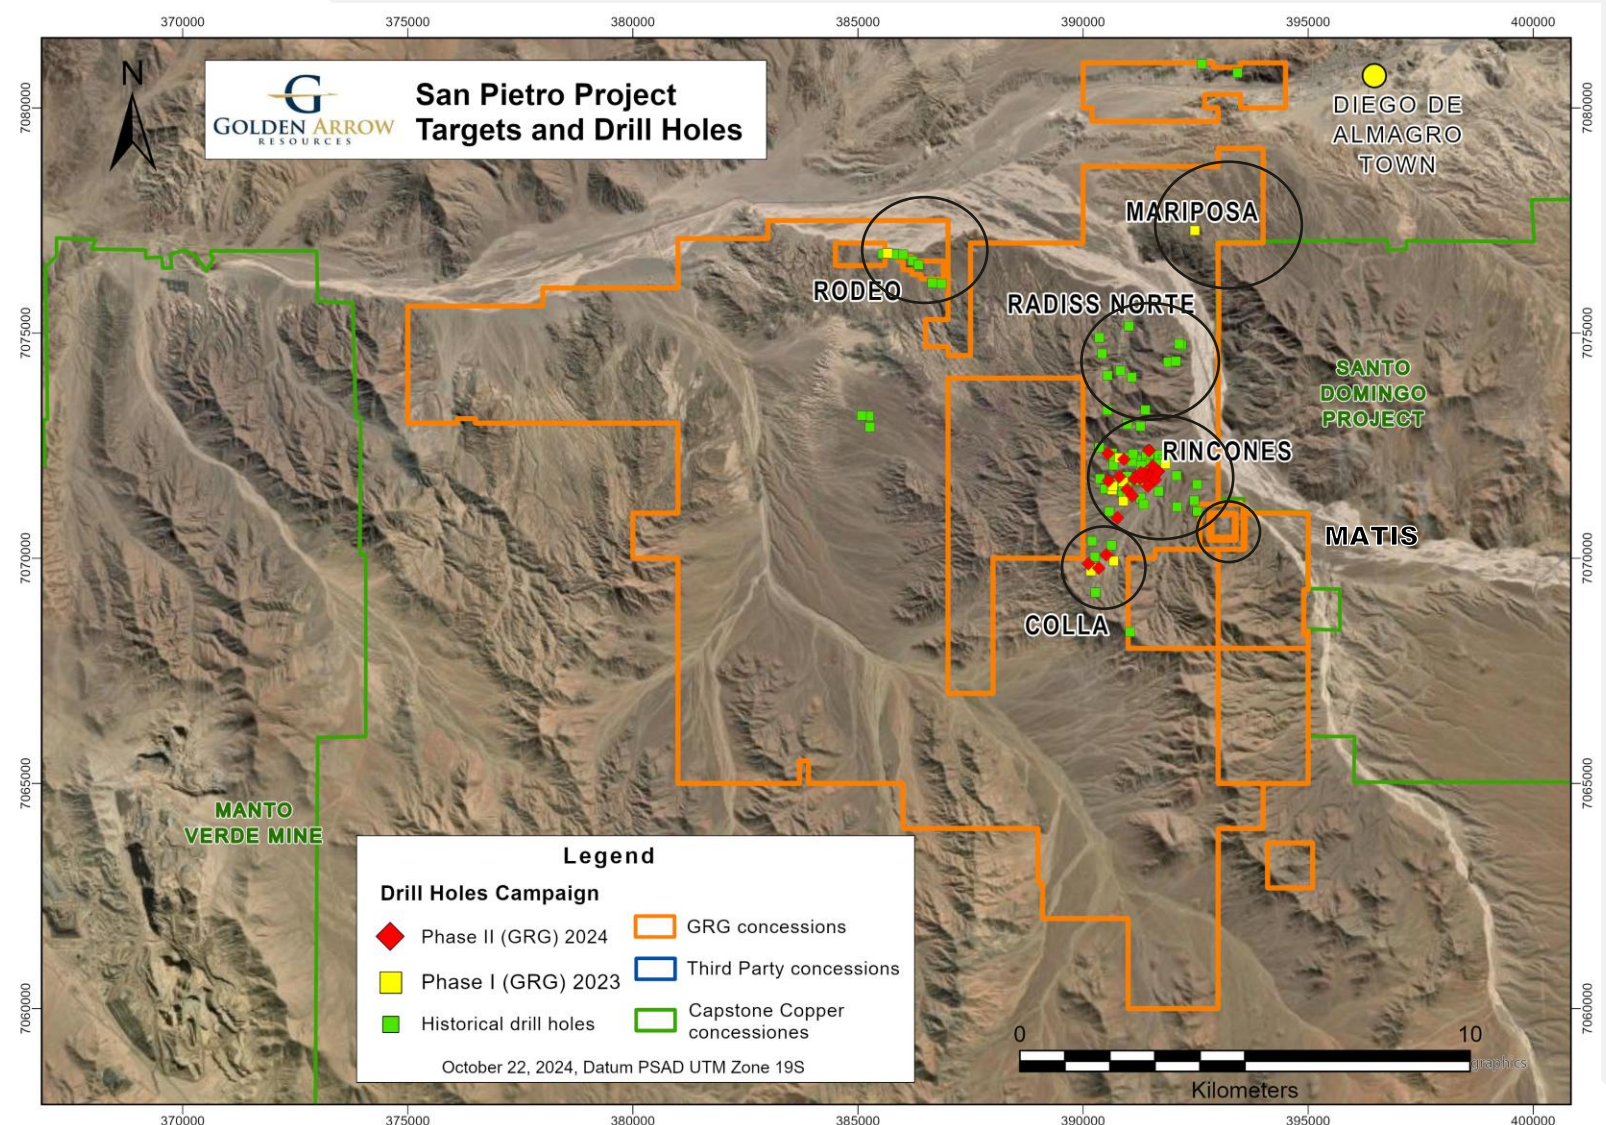 370000 375000 380000 385000 390000 395000 400000
N
GOLDEN ARROW
RESOURCES
San Pietro Project
Targets and Drill Holes
DIEGO DE
ALMAGRO
TOWN
7080000 7080000
MARIPOSA
RODEO
RADISS NORTE
7075000 7075000
SANTO
DOMINGO
PROJECT
RINCONES
MATIS
7070000 7070000
COLLA
7065000 7065000
MANTO
VERDE MINE
Legend
Drill Holes Campaign
Phase II (GRG) 2024
Phase I (GRG) 2023
Historical drill holes
GRG concessions
Third Party concessions
Capstone Copper
concessiones
October 22, 2024, Datum PSAD UTM Zone 19S
7060000 7060000
0 10
graphics
Kilometers
370000 375000 380000 385000 390000 395000 400000